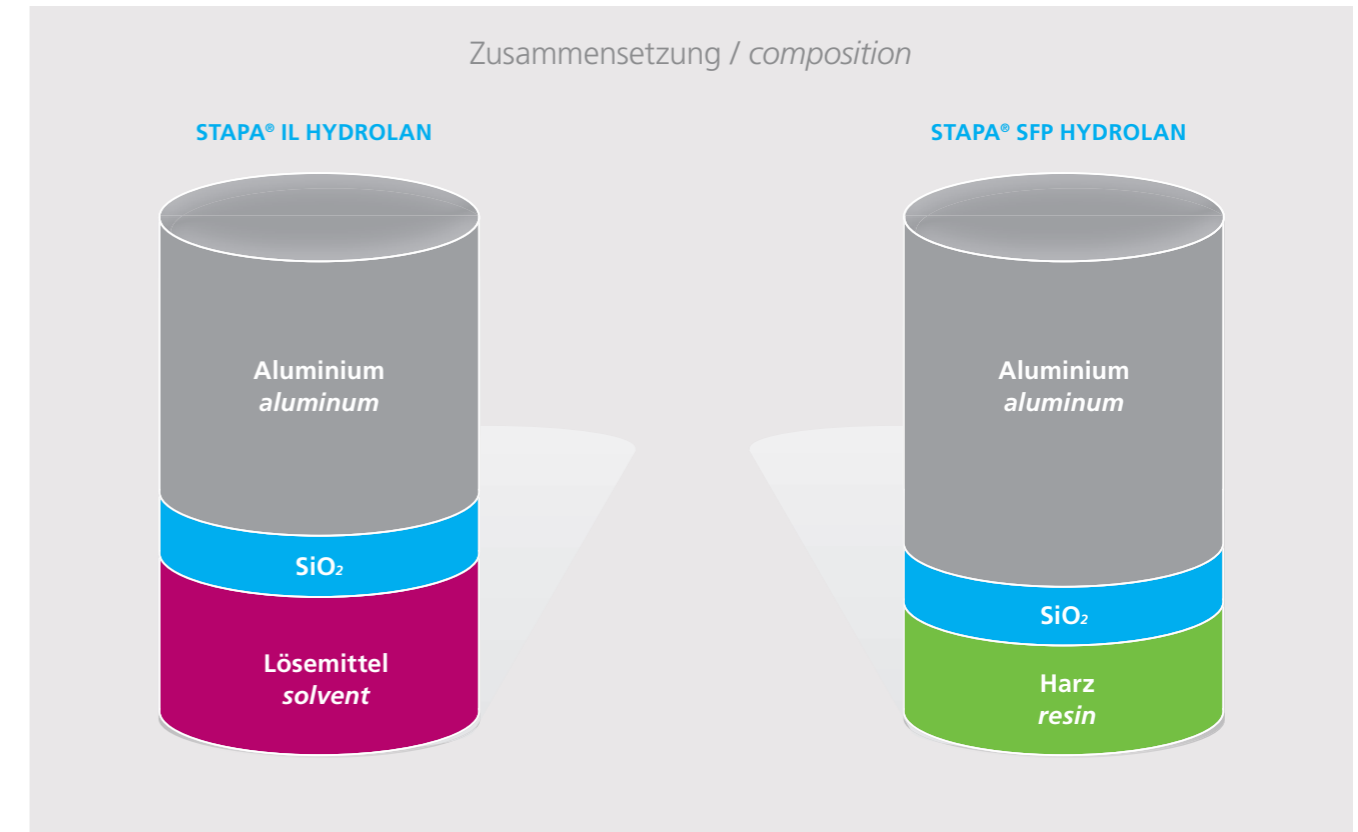 Zusammensetzung / composition
STAPA® IL HYDROLAN
Aluminium
aluminum
SiO₂
Lösemittel
solvent
STAPA® SFP HYDROLAN
Aluminium
aluminum
SiO₂
Harz
resin